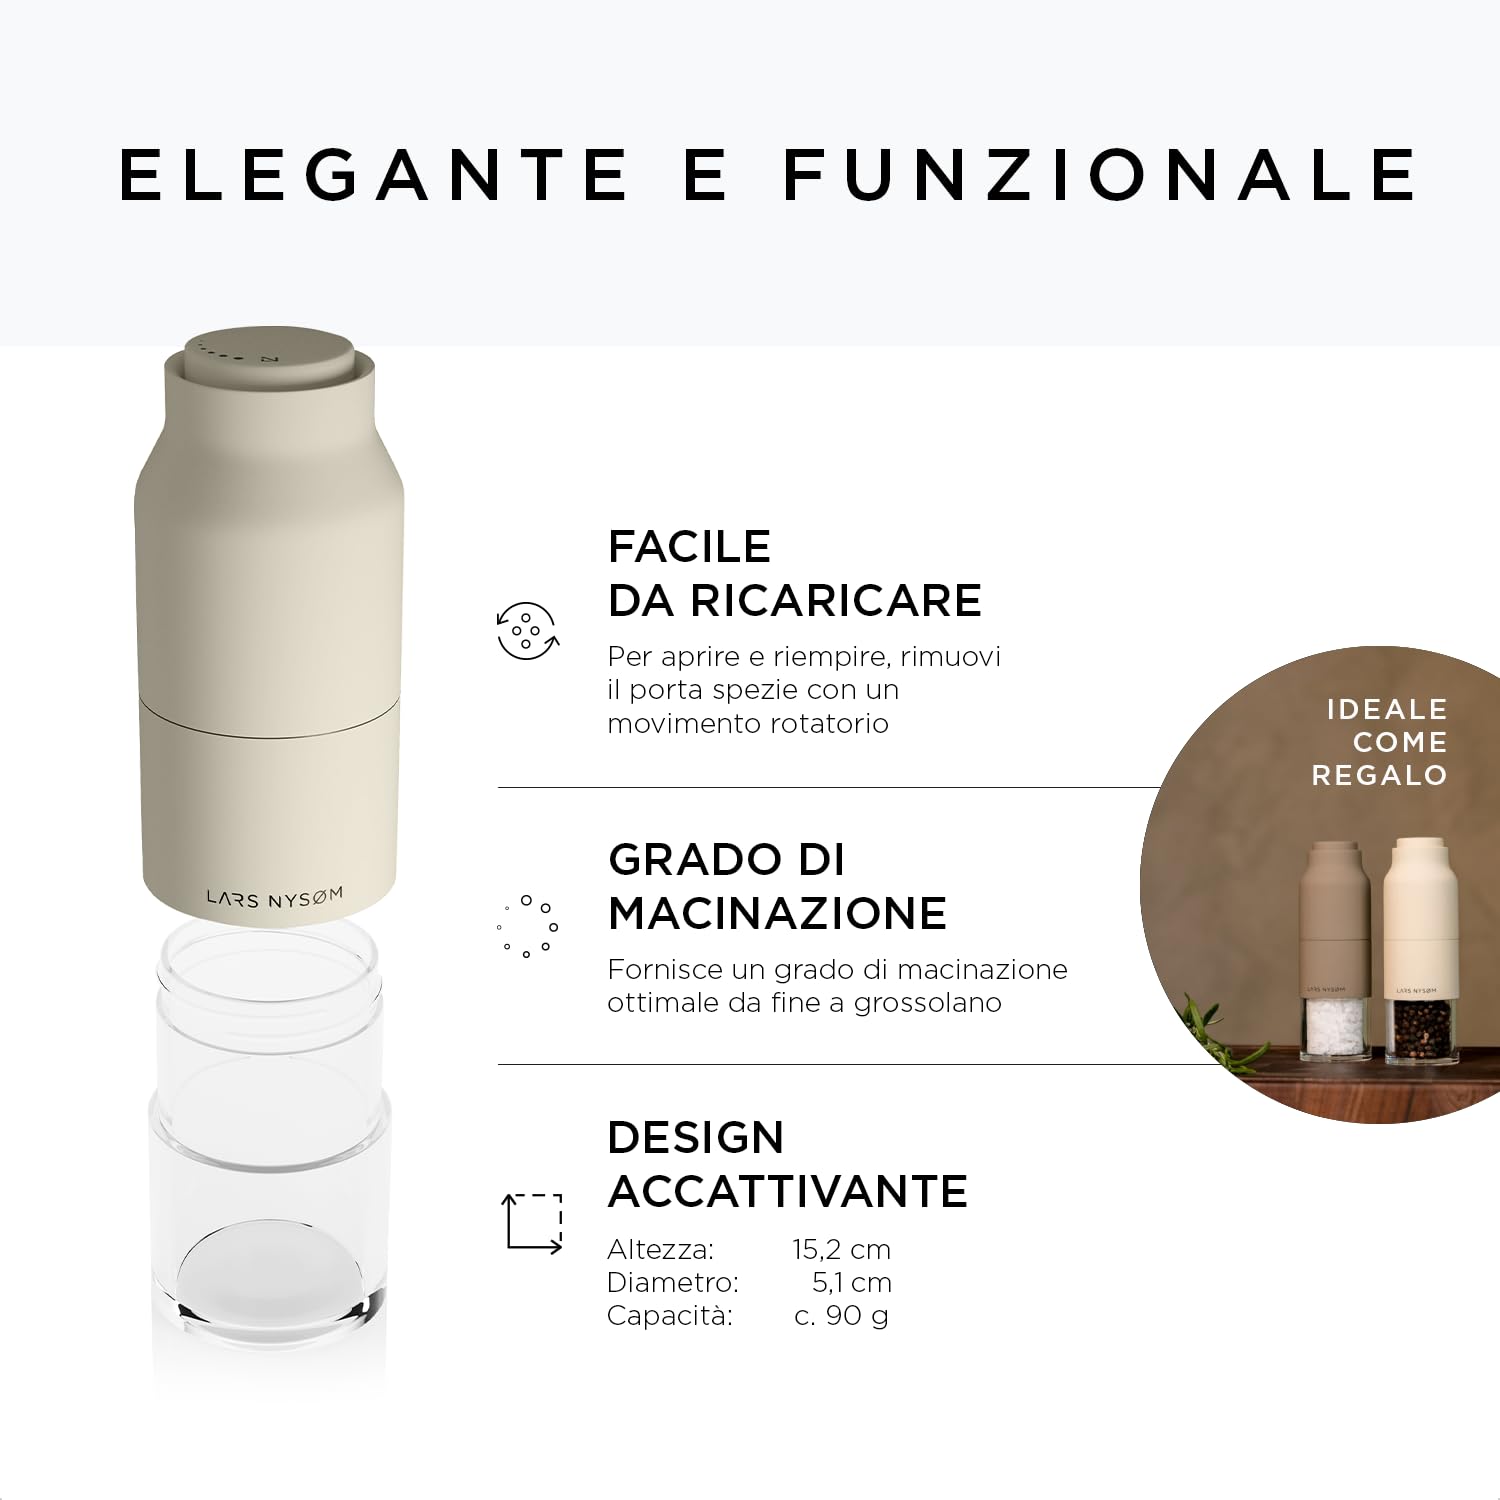 ELEGANTE E FUNZIONALE
LARS NYSØM
FACILE
DA RICARICARE
Per aprire e riempire, rimuovi
il porta spezie con un
movimento rotatorio
GRADO DI
MACINAZIONE
Fornisce un grado di macinazione
ottimale da fine a grossolano
DESIGN
ACCATTIVANTE
Altezza: 15,2 cm
Diametro: 5,1 cm
Capacità: c. 90 g
IDEALE
COME
REGALO
LARS NYSØM
LARS NYSØM